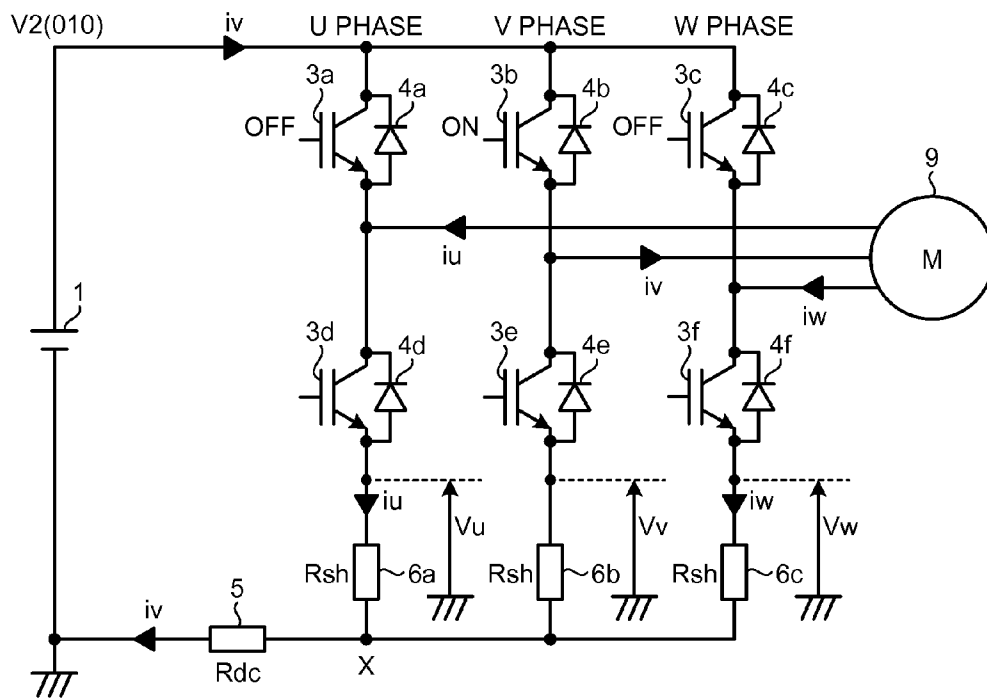 V2(010)
iv
U PHASE
V PHASE
W PHASE
3a
4a
3b
4b
3c
4c
OFF
ON
OFF
9
M
iu
iv
iw
1
3d
4d
3e
4e
3f
4f
iu
Vu
Vv
iw
Vw
Rsh
6a
Rsh
6b
Rsh
6c
iv
5
Rdc
X